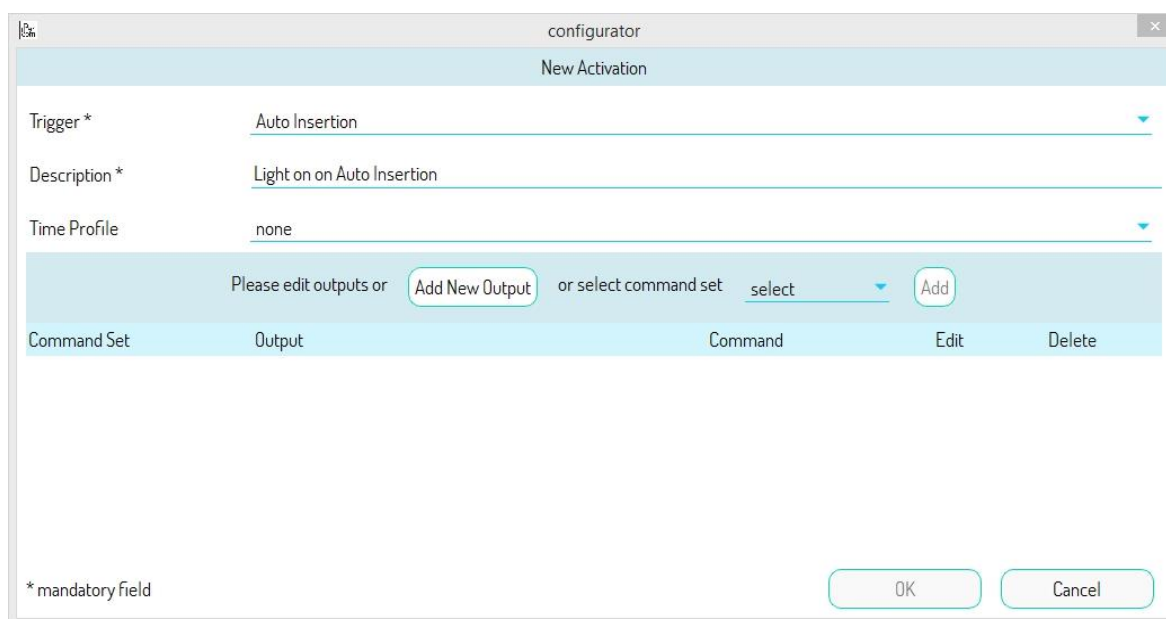 configurator
New Activation
Trigger * Auto Insertion
Description * Light on on Auto Insertion
Time Profile none
Please edit outputs or Add New Output or select command set select Add
Command Set Output Command Edit Delete
* mandatory field OK Cancel